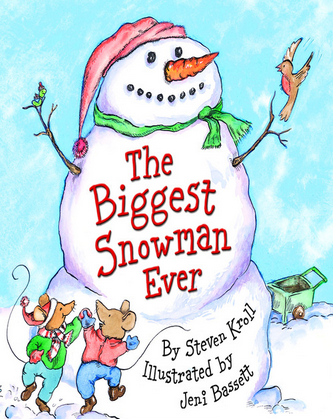 The
Biggest
Snowman
Ever
By Steven Kroll
Illustrated by
Jeni Bassett